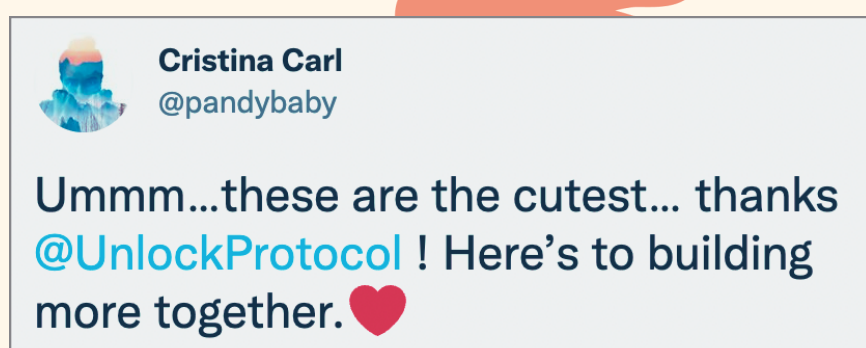 Cristina Carl
@pandybaby
Ummm...these are the cutest... thanks
@UnlockProtocol ! Here’s to building
more together.❤️